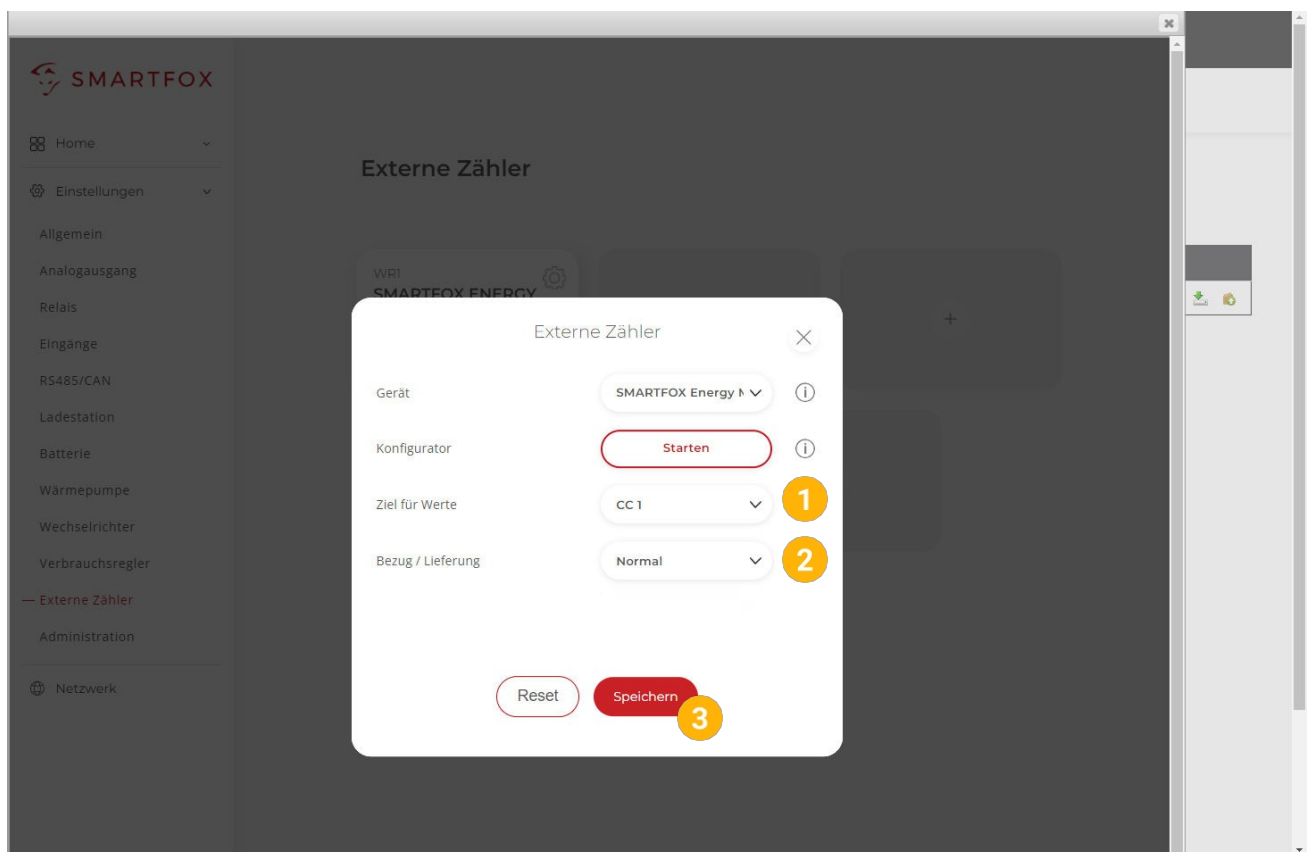 SMARTFOX
Home
Einstellungen
Allgemein
Analogausgang
Relais
Eingänge
RS485/CAN
Ladestation
Batterie
Wärmepumpe
Wechselrichter
Verbrauchsregler
Externe Zähler
Administration
Netzwerk
Externe Zähler
WR1
SMARTFOX ENERGY
+
Externe Zähler
Gerät
SMARTFOX Energy
Konfigurator
Starten
Ziel für Werte
CC 1
1
Bezug / Lieferung
Normal
2
Reset
Speichern
3